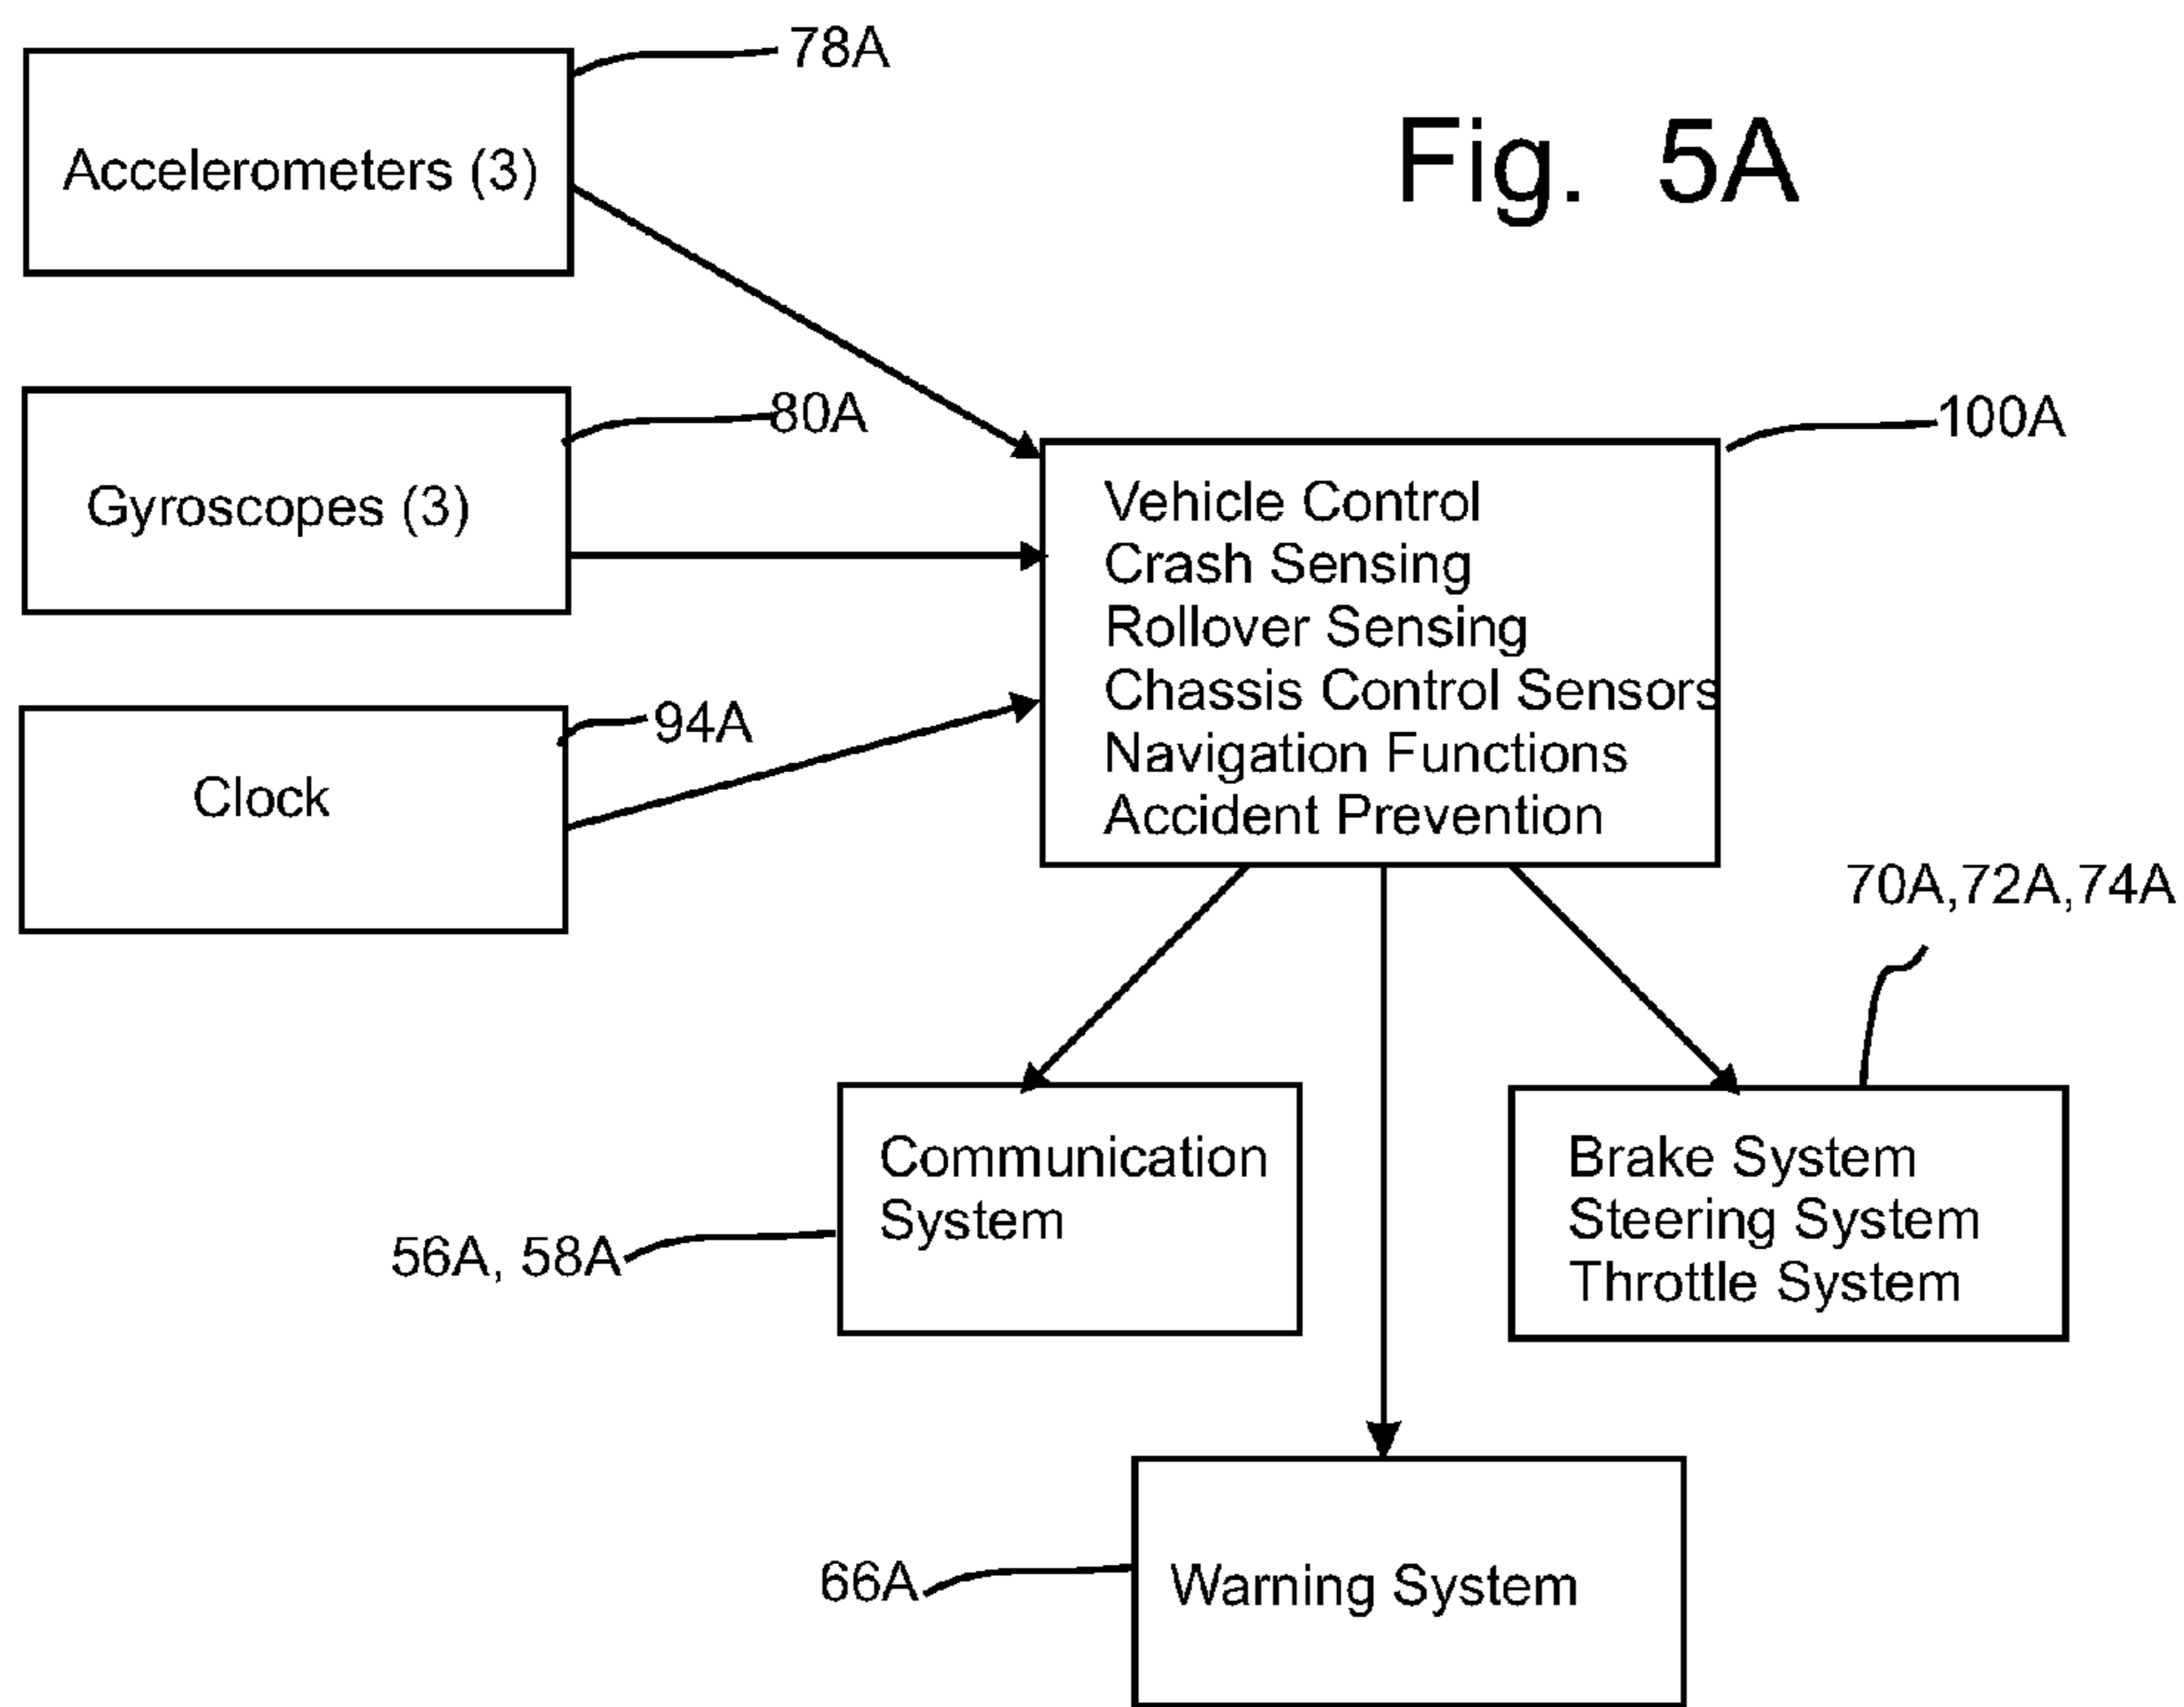 78A
Fig. 5A
Accelerometers (3)
80A
100A
Gyroscopes (3)
Vehicle Control
Crash Sensing
Rollover Sensing
Chassis Control Sensors
Navigation Functions
Accident Prevention
94A
Clock
70A,72A,74A
Communication
System
56A, 58A
Brake System
Steering System
Throttle System
66A
Warning System